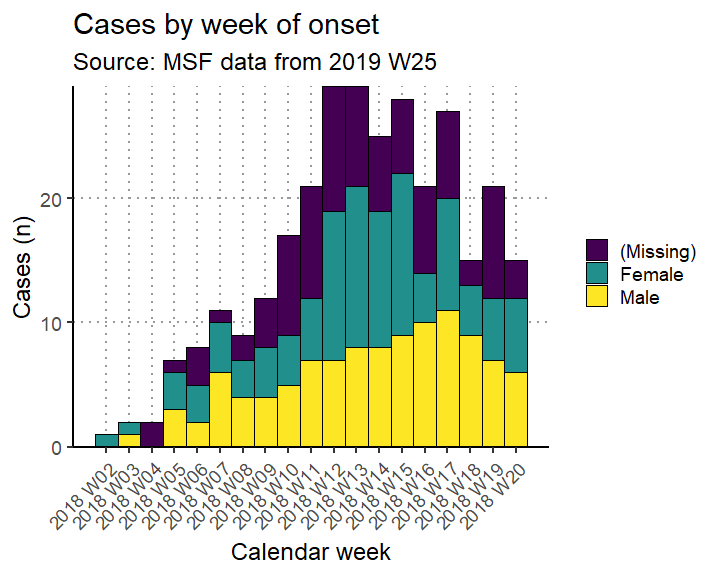 Cases by week of onset
Source: MSF data from 2019 W25
Cases (n)
20
10
0
2018 W02
2018 W03
2018 W04
2018 W05
2018 W06
2018 W07
2018 W08
2018 W09
2018 W10
2018 W11
2018 W12
2018 W13
2018 W14
2018 W15
2018 W16
2018 W17
2018 W18
2018 W19
2018 W20
Calendar week
(Missing)
Female
Male